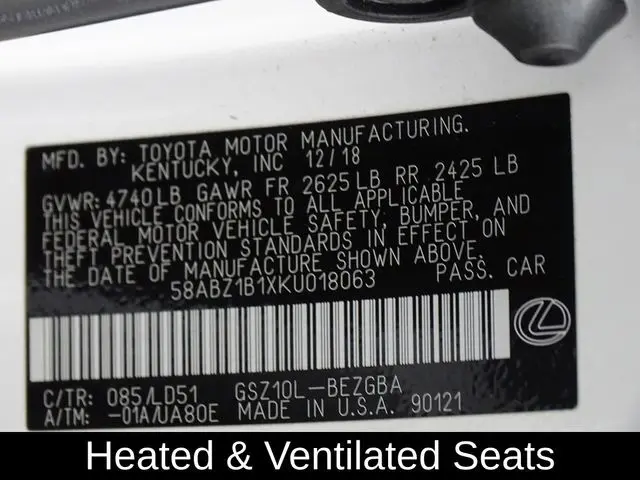 MFD. BY: TOYOTA MOTOR MANUFACTURING.
KENTUCKY, INC 12/18
GVWR: 4740LB GAWR FR 2625LB RR 2425 LB
THIS VEHICLE CONFORMS TO ALL APPLICABLE
FEDERAL MOTOR VEHICLE SAFETY, BUMPER, AND
THEFT PREVENTION STANDARDS IN EFFECT ON
THE DATE OF MANUFACTURE SHOWN ABOVE.
58ABZ1B1XKU018063 PASS. CAR
C/TR: 085/LD51 GSZ10L-BEZGBA
A/TM: -01A/UA80E MADE IN U.S.A. 90121
Heated & Ventilated Seats